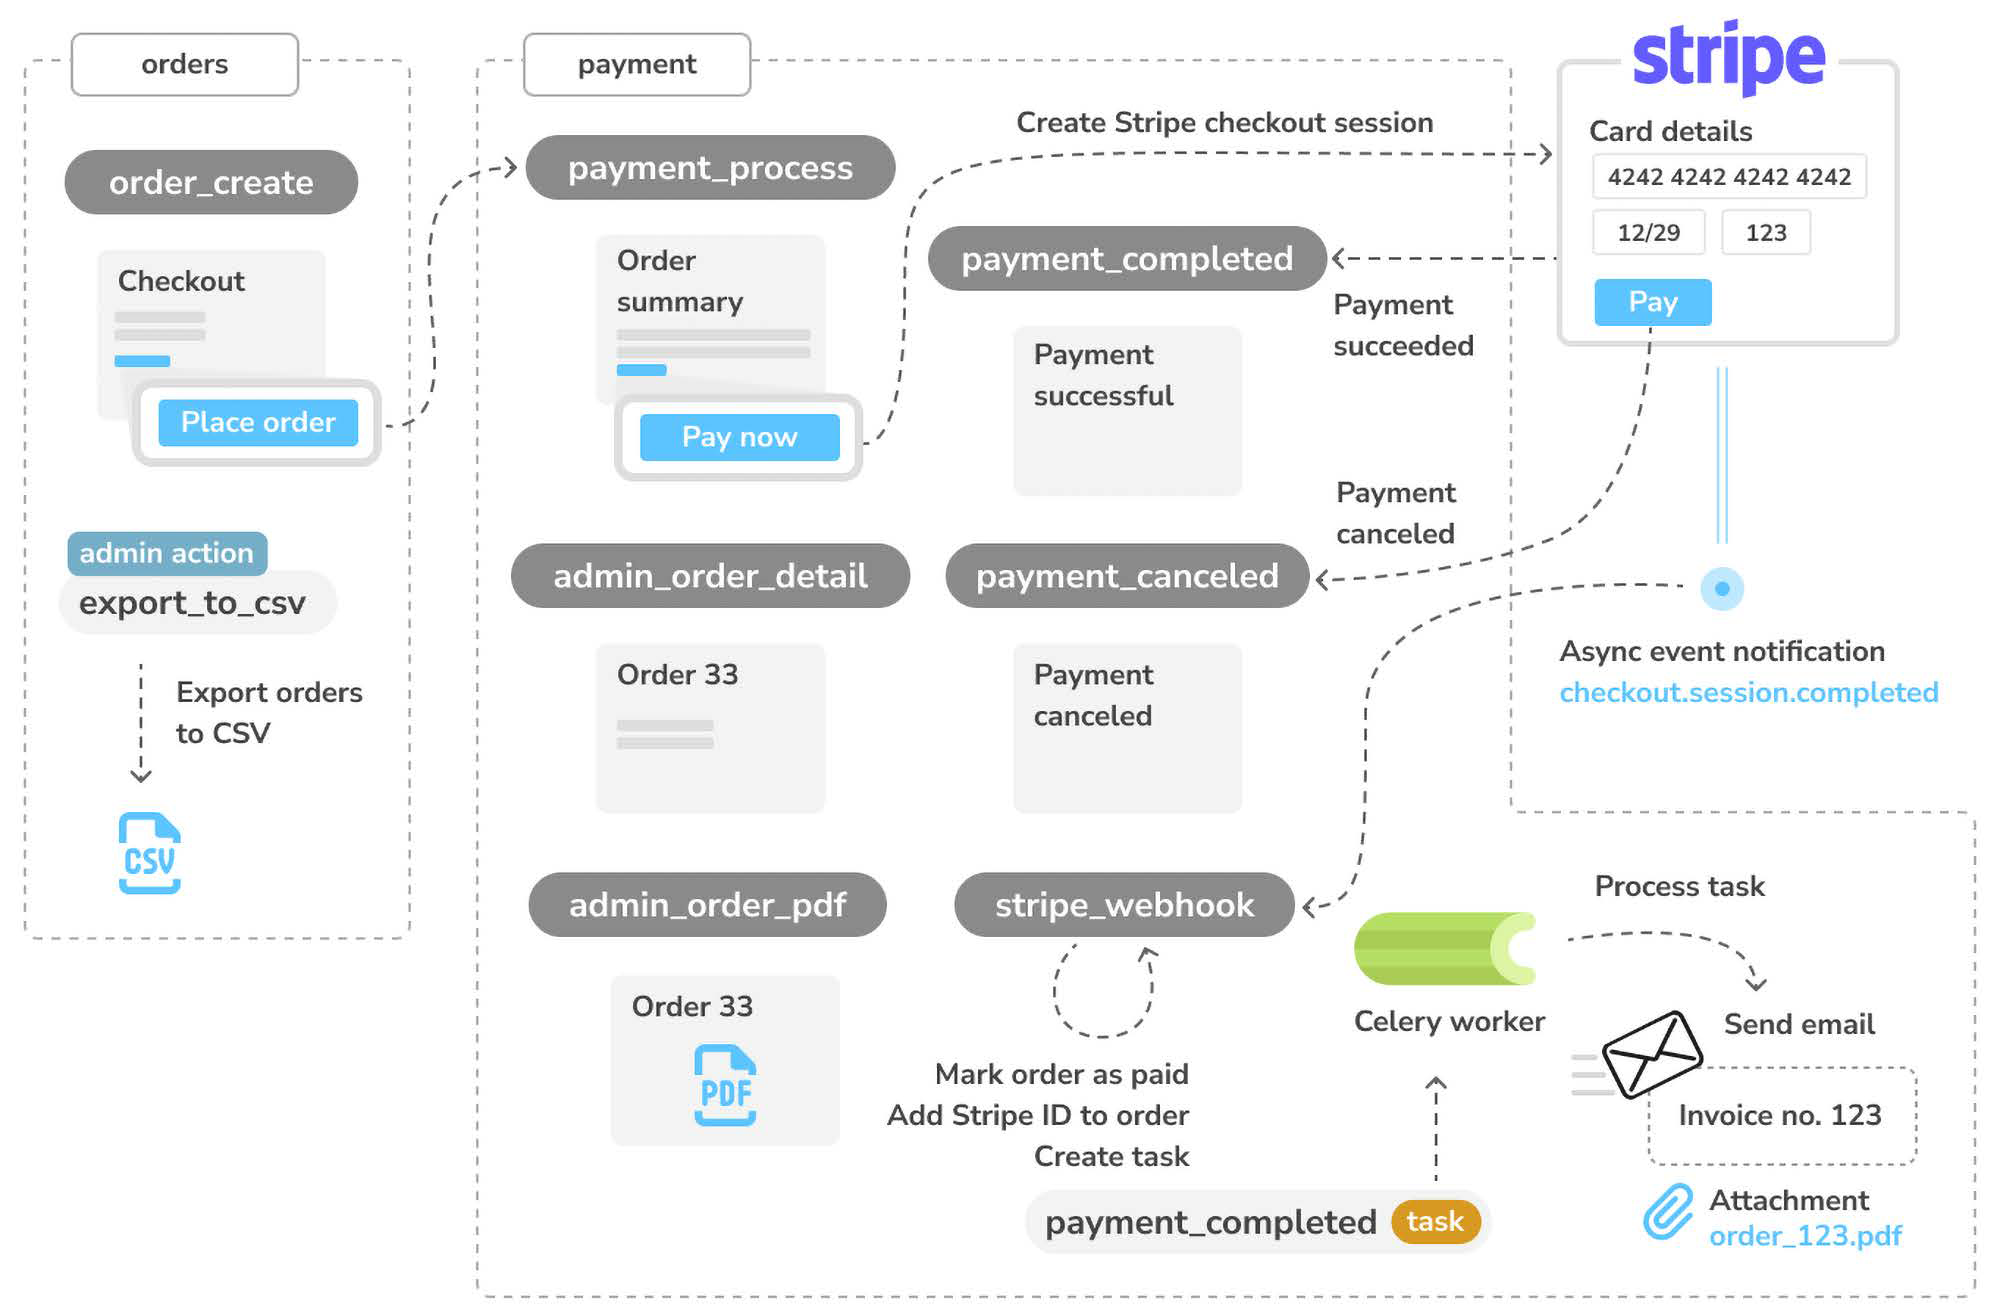 orders
order_create
Checkout
Place order
admin action
export_to_csv
Export orders
to CSV
CSV
payment
payment_process
Order
summary
Pay now
Create Stripe checkout session
stripe
Card details
4242 4242 4242 4242
12/29
123
Pay
payment_completed
Payment
succeeded
Payment
successful
Payment
canceled
admin_order_detail
Order 33
payment_canceled
Payment
canceled
Async event notification
checkout.session.completed
admin_order_pdf
Order 33
PDF
stripe_webhook
Mark order as paid
Add Stripe ID to order
Create task
payment_completed
task
Celery worker
Process task
Send email
Invoice no. 123
Attachment
order_123.pdf